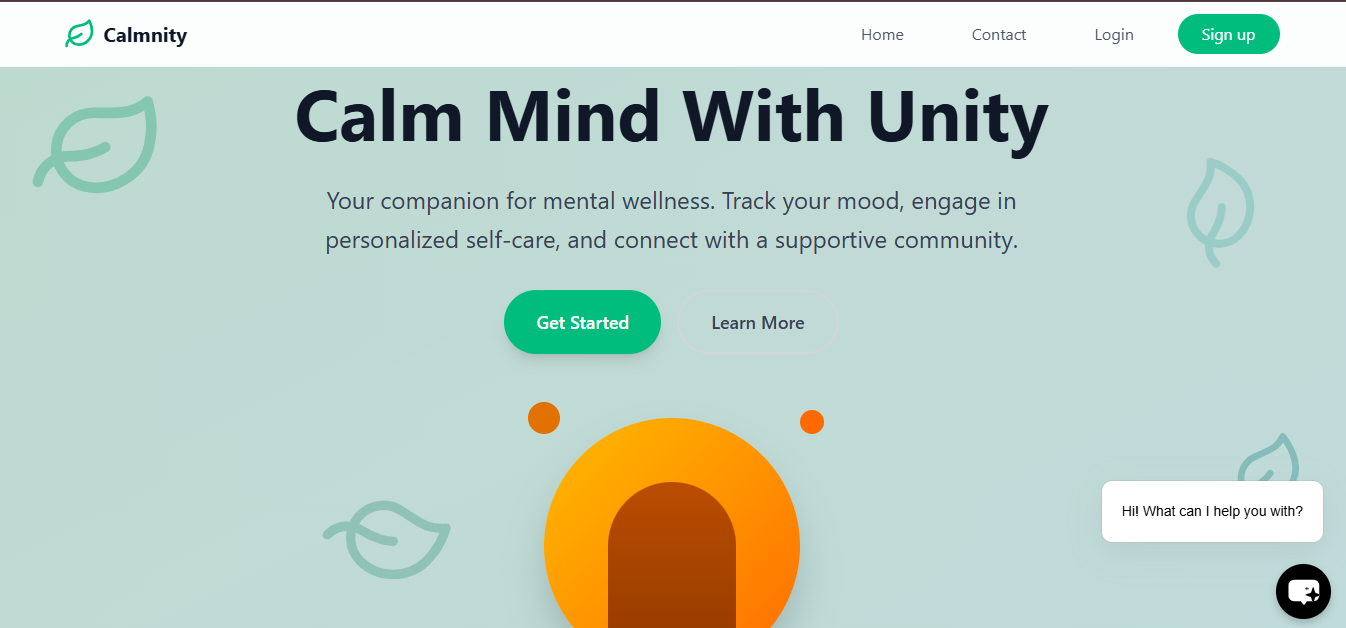 Calmnity
Home
Contact
Login
Sign up
Calm Mind With Unity
Your companion for mental wellness. Track your mood, engage in
personalized self-care, and connect with a supportive community.
Get Started
Learn More
Hi! What can I help you with?